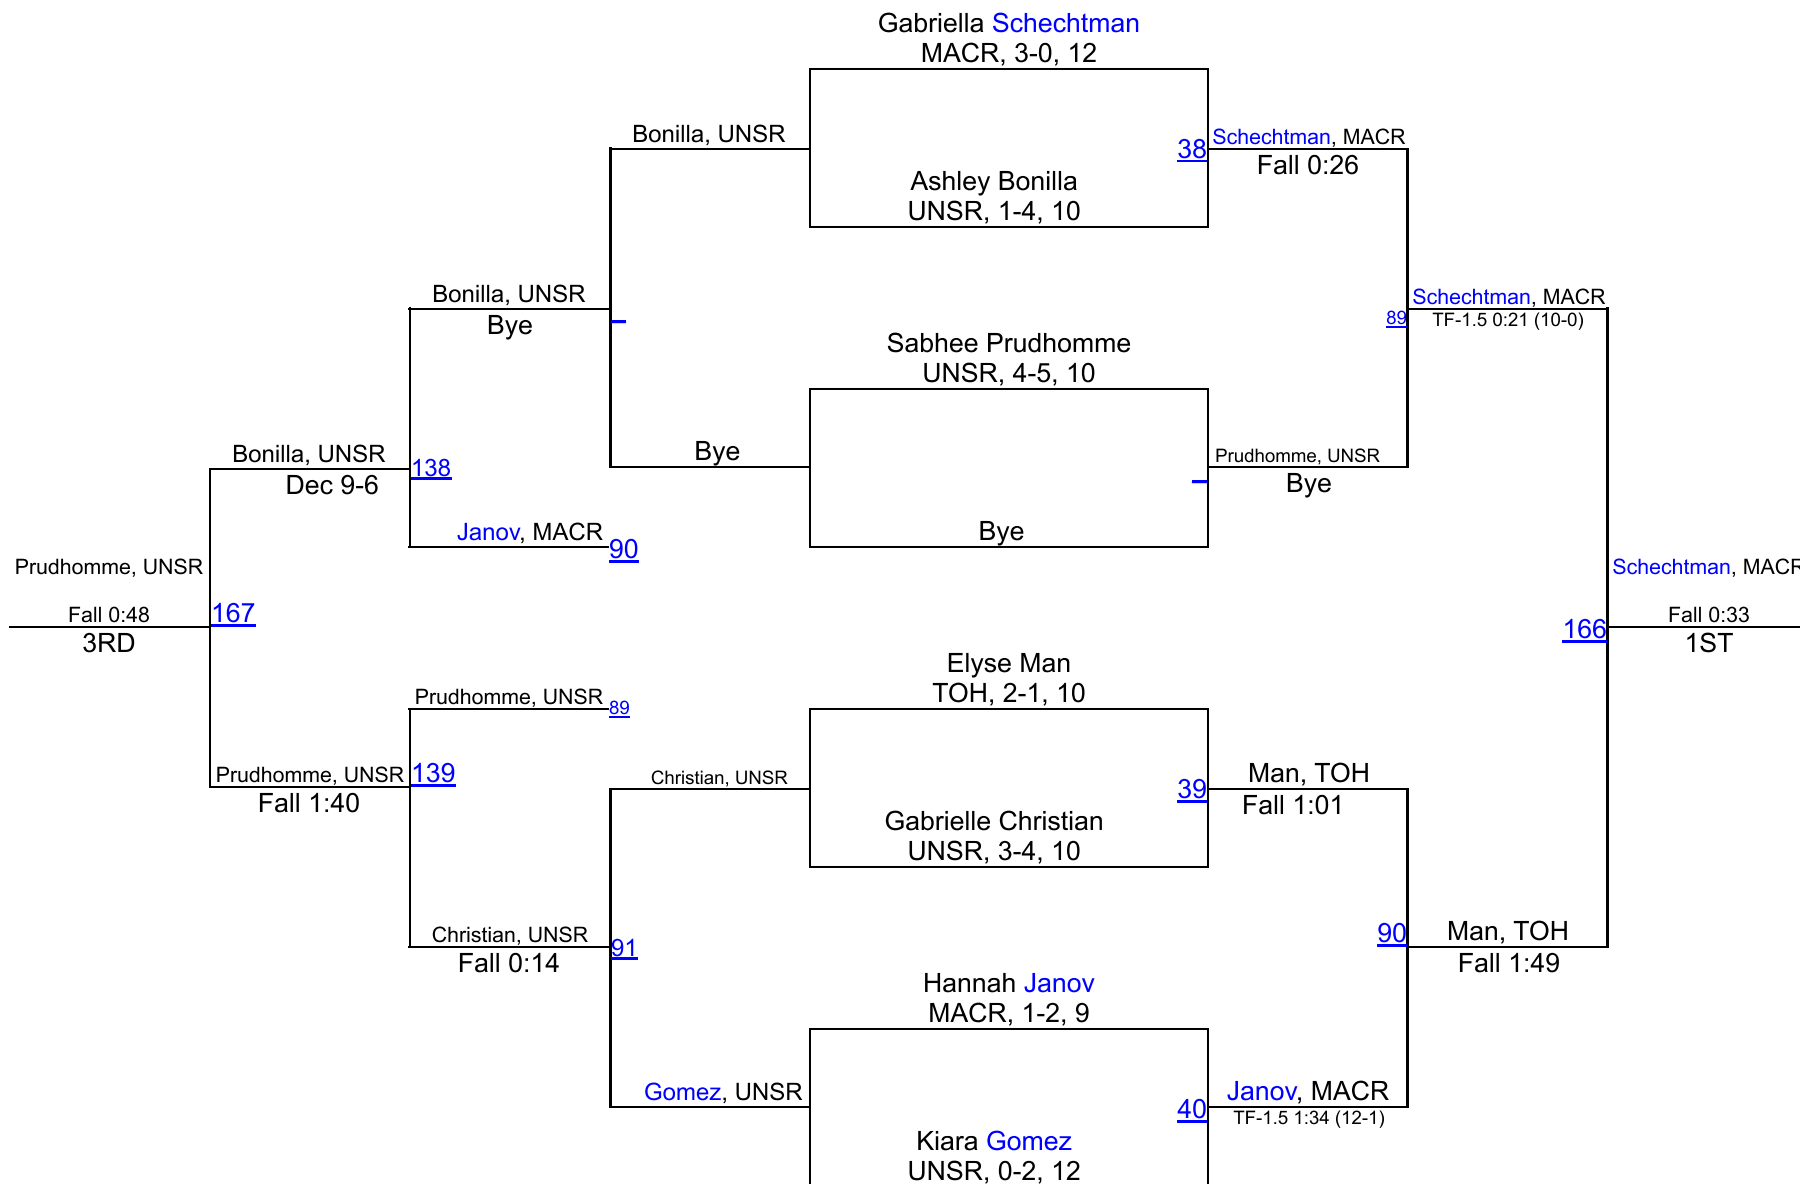 Gabriella Schechtman
MACR, 3-0, 12
Bonilla, UNSR
38
Schechtman, MACR
Fall 0:26
Ashley Bonilla
UNSR, 1-4, 10
Bonilla, UNSR
Bye
Schechtman, MACR
89
TF-1.5 0:21 (10-0)
Sabhee Prudhomme
UNSR, 4-5, 10
Bonilla, UNSR
138
Dec 9-6
Bye
Prudhomme, UNSR
Bye
Janov, MACR
90
Bye
Prudhomme, UNSR
Fall 0:48
3RD
167
Schechtman, MACR
166
Fall 0:33
1ST
Elyse Man
TOH, 2-1, 10
Prudhomme, UNSR
89
Prudhomme, UNSR
139
Fall 1:40
Christian, UNSR
39
Man, TOH
Fall 1:01
Gabrielle Christian
UNSR, 3-4, 10
Christian, UNSR
91
Fall 0:14
90
Man, TOH
Fall 1:49
Hannah Janov
MACR, 1-2, 9
Gomez, UNSR
40
Janov, MACR
TF-1.5 1:34 (12-1)
Kiara Gomez
UNSR, 0-2, 12